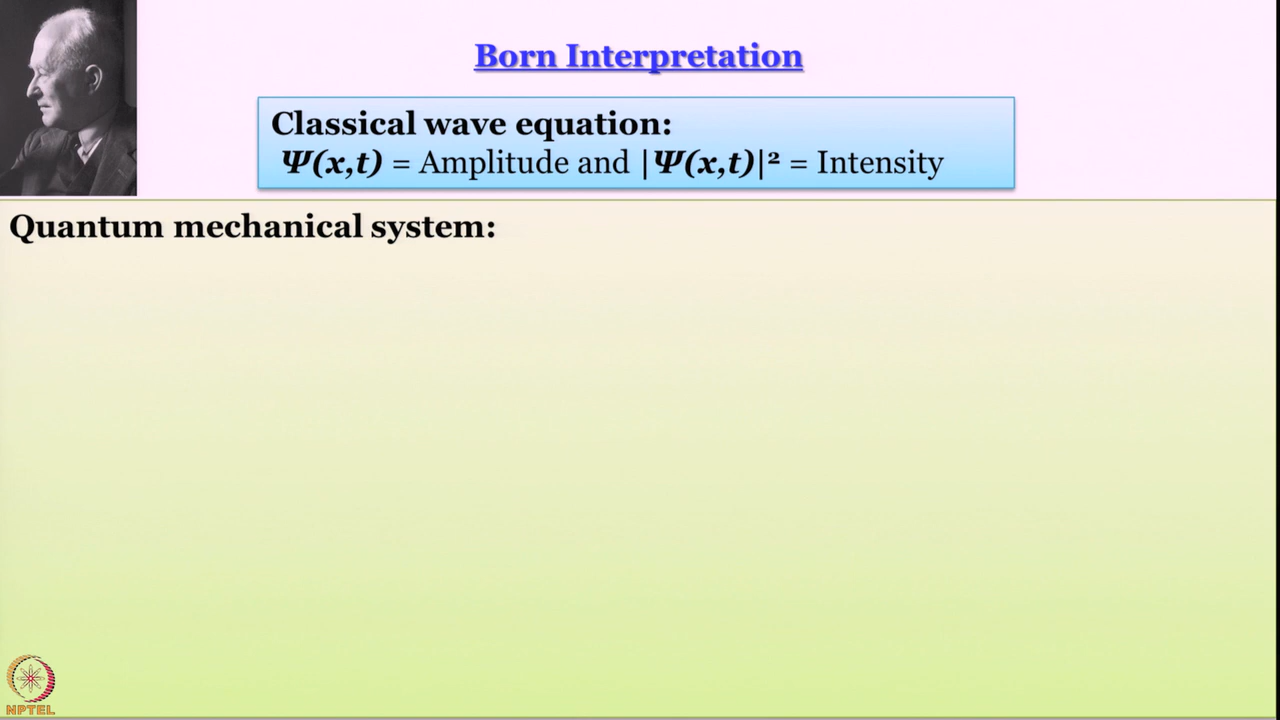 Born Interpretation
Classical wave equation:
Ψ(x,t) = Amplitude and |Ψ(x,t)|² = Intensity
Quantum mechanical system:
NPTEL